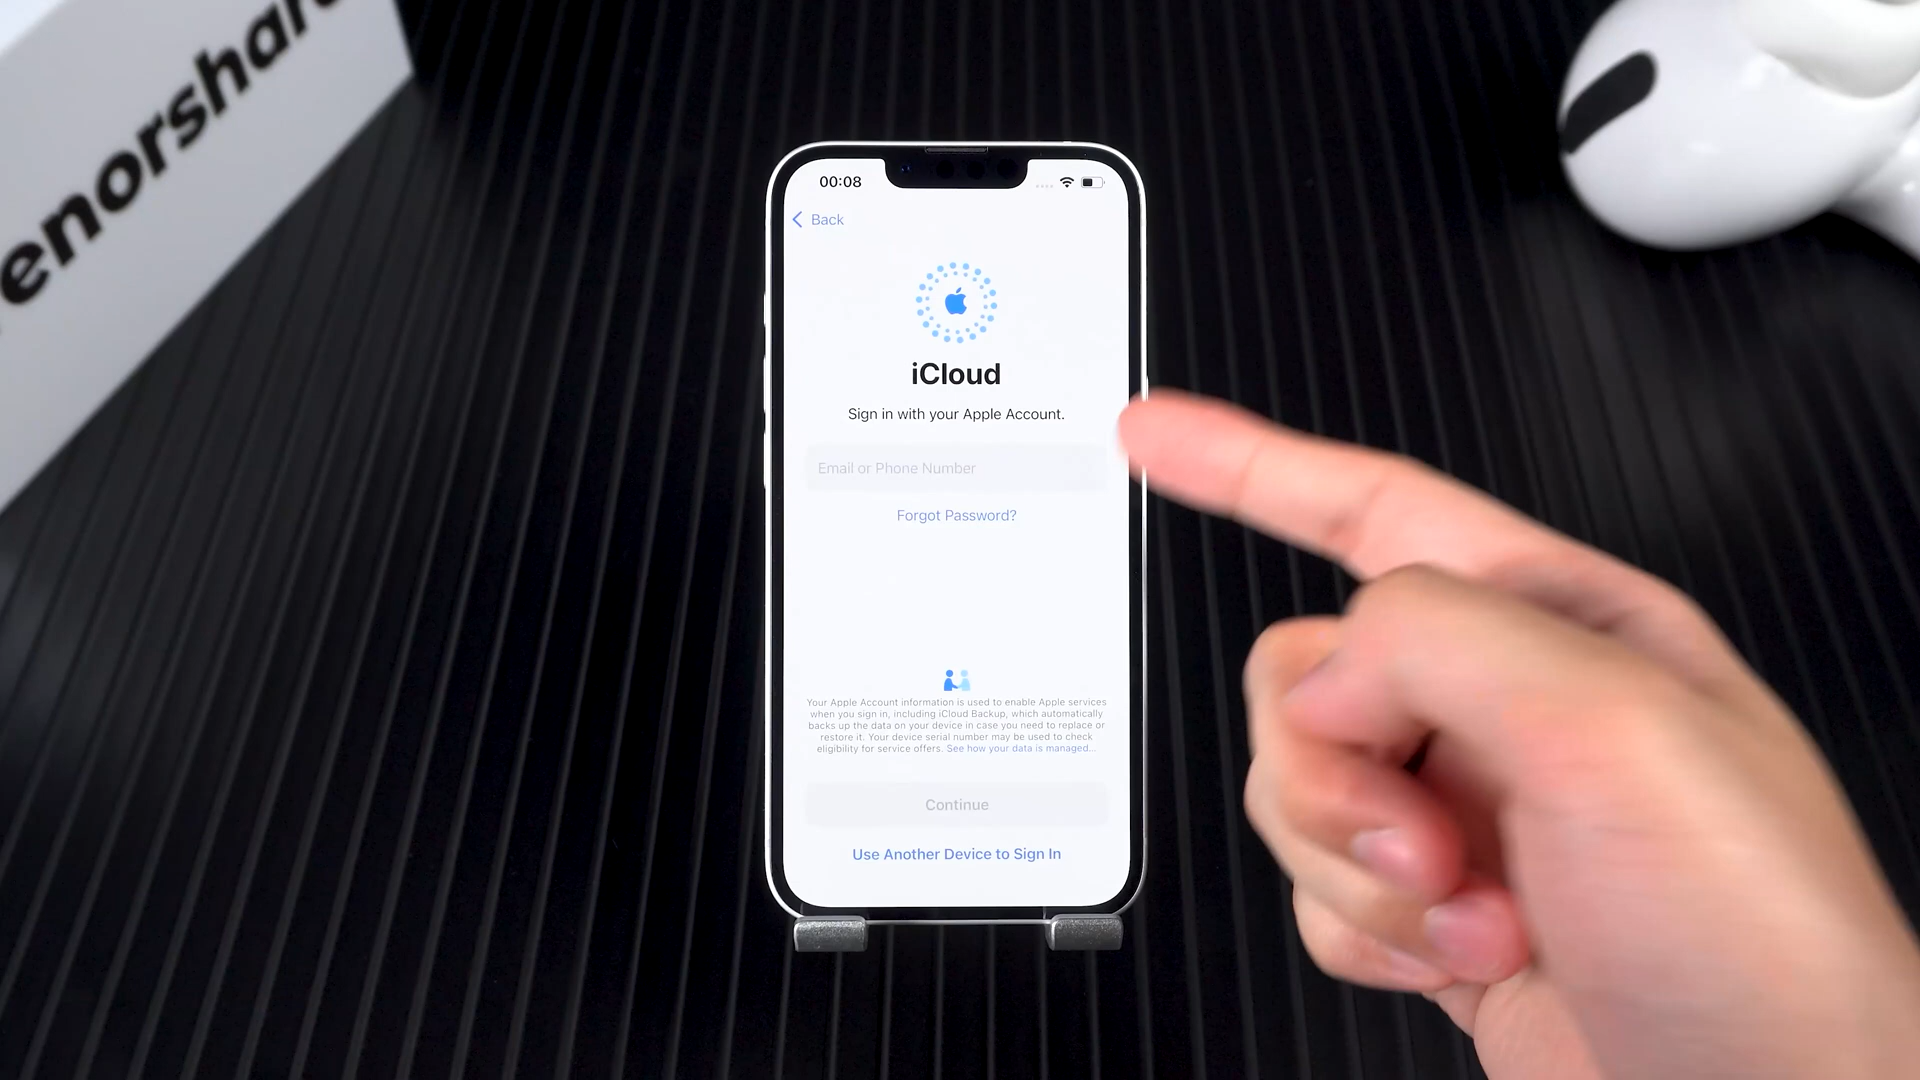 enorshar
00:08
Back
iCloud
Sign in with your Apple Account.
Email or Phone Number
Forgot Password?
Your Apple Account information is used to enable Apple services
when you sign in, including iCloud Backup, which automatically
backs up the data on your device in case you need to replace or
restore it. Your device serial number may be used to check
eligibility for service offers. See how your data is managed...
Continue
Use Another Device to Sign In